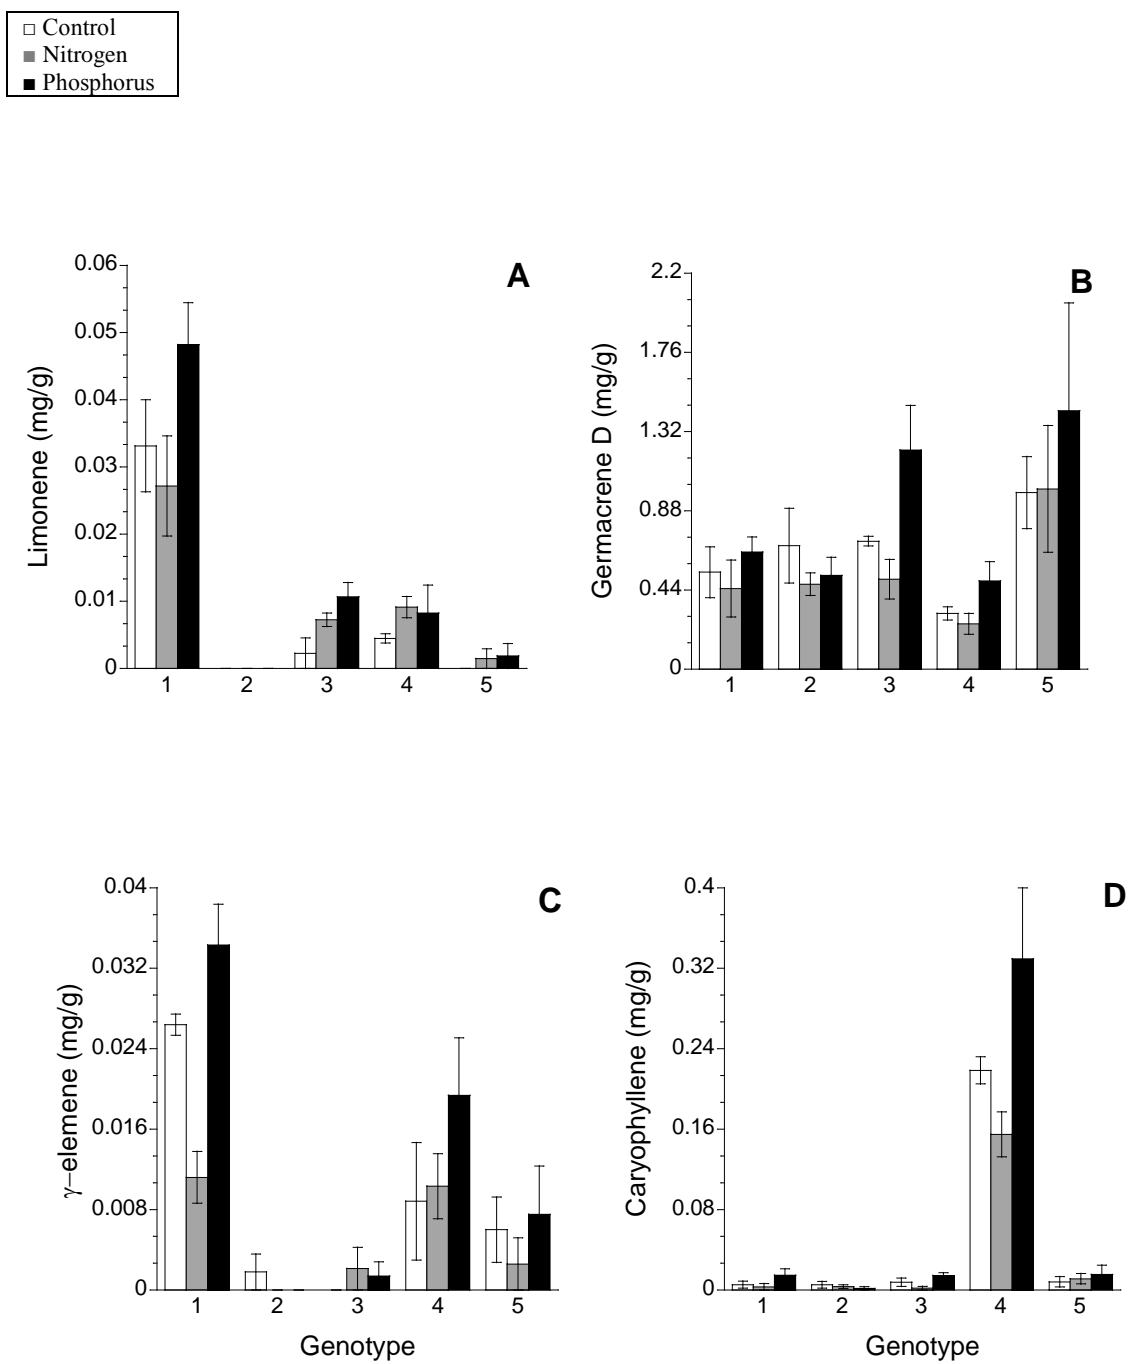 Control
Nitrogen
Phosphorus
A
Limonene (mg/g)
0.06
0.05
0.04
0.03
0.02
0.01
0
1 2 3 4 5
B
Germacrene D (mg/g)
2.2
1.76
1.32
0.88
0.44
0
1 2 3 4 5
C
γ−elemene (mg/g)
0.04
0.032
0.024
0.016
0.008
0
1 2 3 4 5
Genotype
D
Caryophyllene (mg/g)
0.4
0.32
0.24
0.16
0.08
0
1 2 3 4 5
Genotype